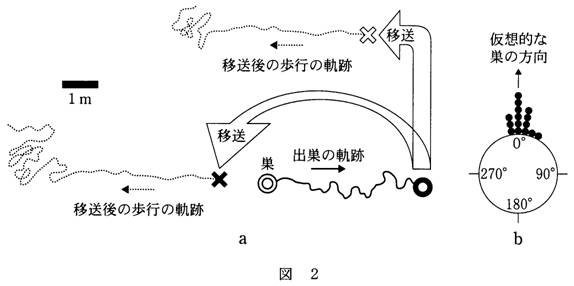 移送
移送後の歩行の軌跡
1 m
移送
巣
出巣の軌跡
移送後の歩行の軌跡
a
仮想的な
巣の方向
0°
270°
90°
180°
b
図 2